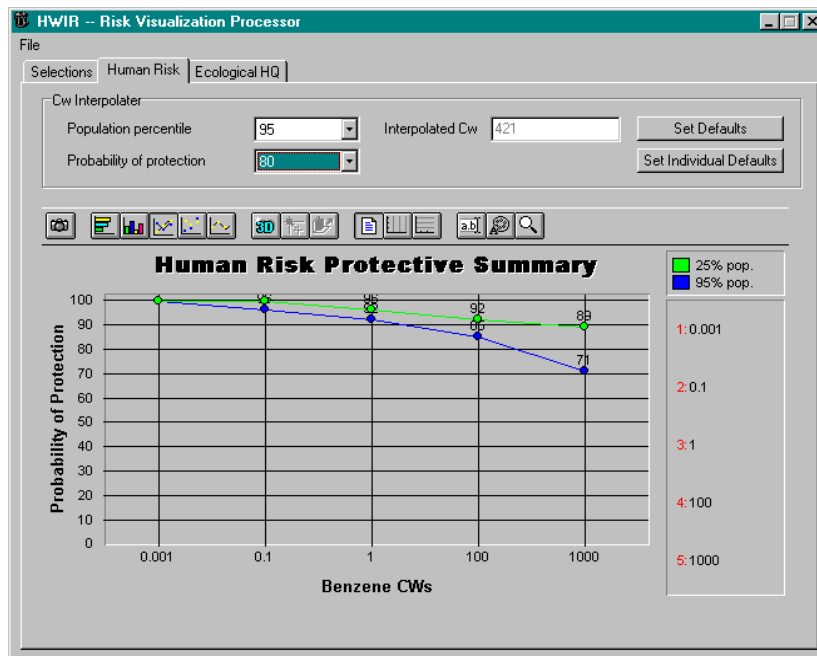 HWIR -- Risk Visualization Processor
File
Selections Human Risk Ecological HQ
Cw Interpolater
Population percentile 95 Interpolated Cw 421 Set Defaults
Probability of protection 80 Set Individual Defaults
3D a.b
Human Risk Protective Summary
25% pop.
95% pop.
100
90
80
70
60
50
40
30
20
10
0
Probability of Protection
92
89
71
0.001 0.1 1 100 1000
Benzene CWs
1:0.001
2:0.1
3:1
4:100
5:1000